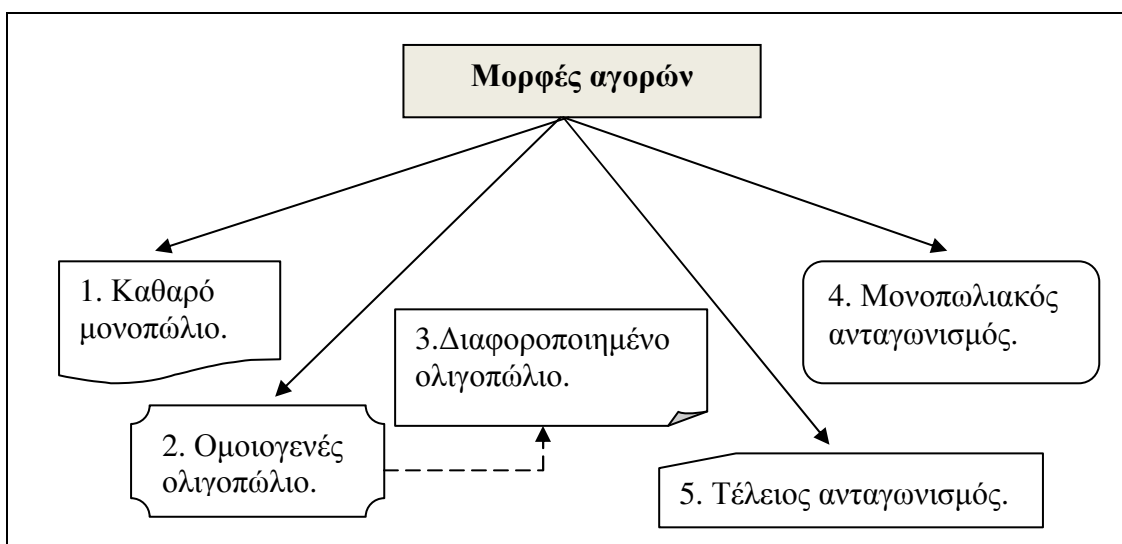 Μορφές αγορών
1. Καθαρό
μονοπώλιο.
2. Ομοιογενές
ολιγοπώλιο.
3.Διαφοροποιημένο
ολιγοπώλιο.
4. Μονοπωλιακός
ανταγωνισμός.
5. Τέλειος ανταγωνισμός.